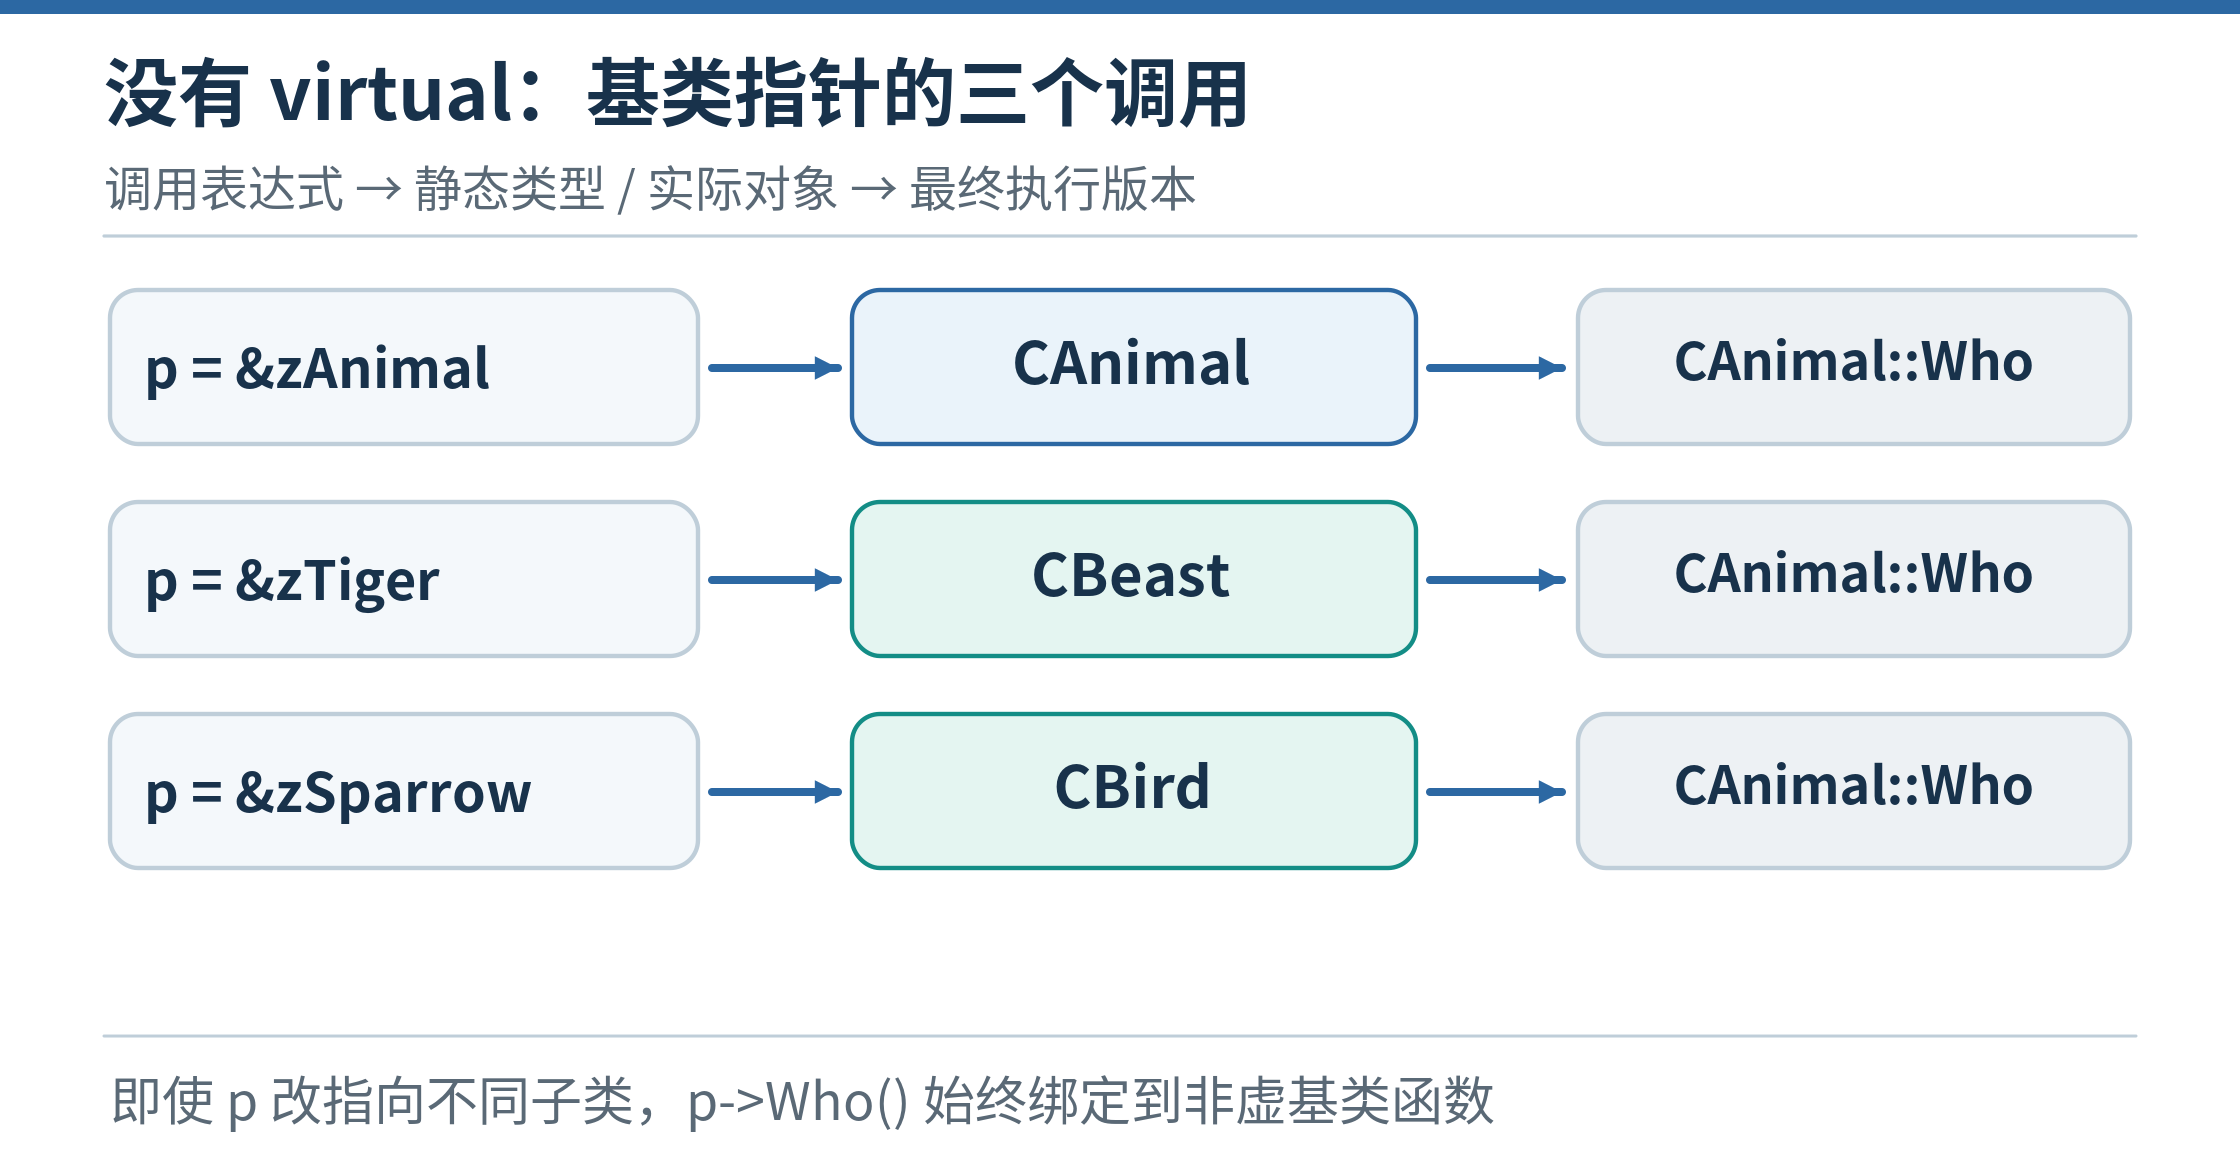 没有 virtual：基类指针的三个调用
调用表达式 → 静态类型 / 实际对象 → 最终执行版本
p = &zAnimal
CAnimal
CAnimal::Who
p = &zTiger
CBeast
CAnimal::Who
p = &zSparrow
CBird
CAnimal::Who
即使 p 改指向不同子类，p->Who() 始终绑定到非虚基类函数